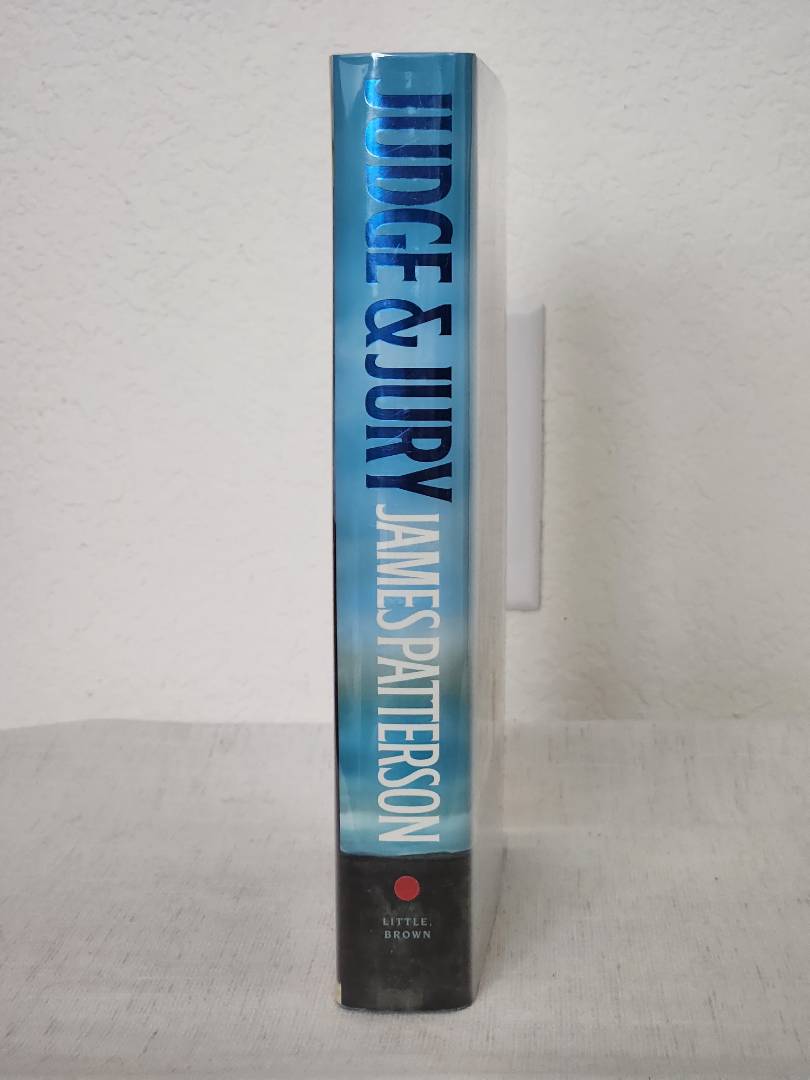 JUDGE & JURY
JAMES PATTERSON
LITTLE,
BROWN